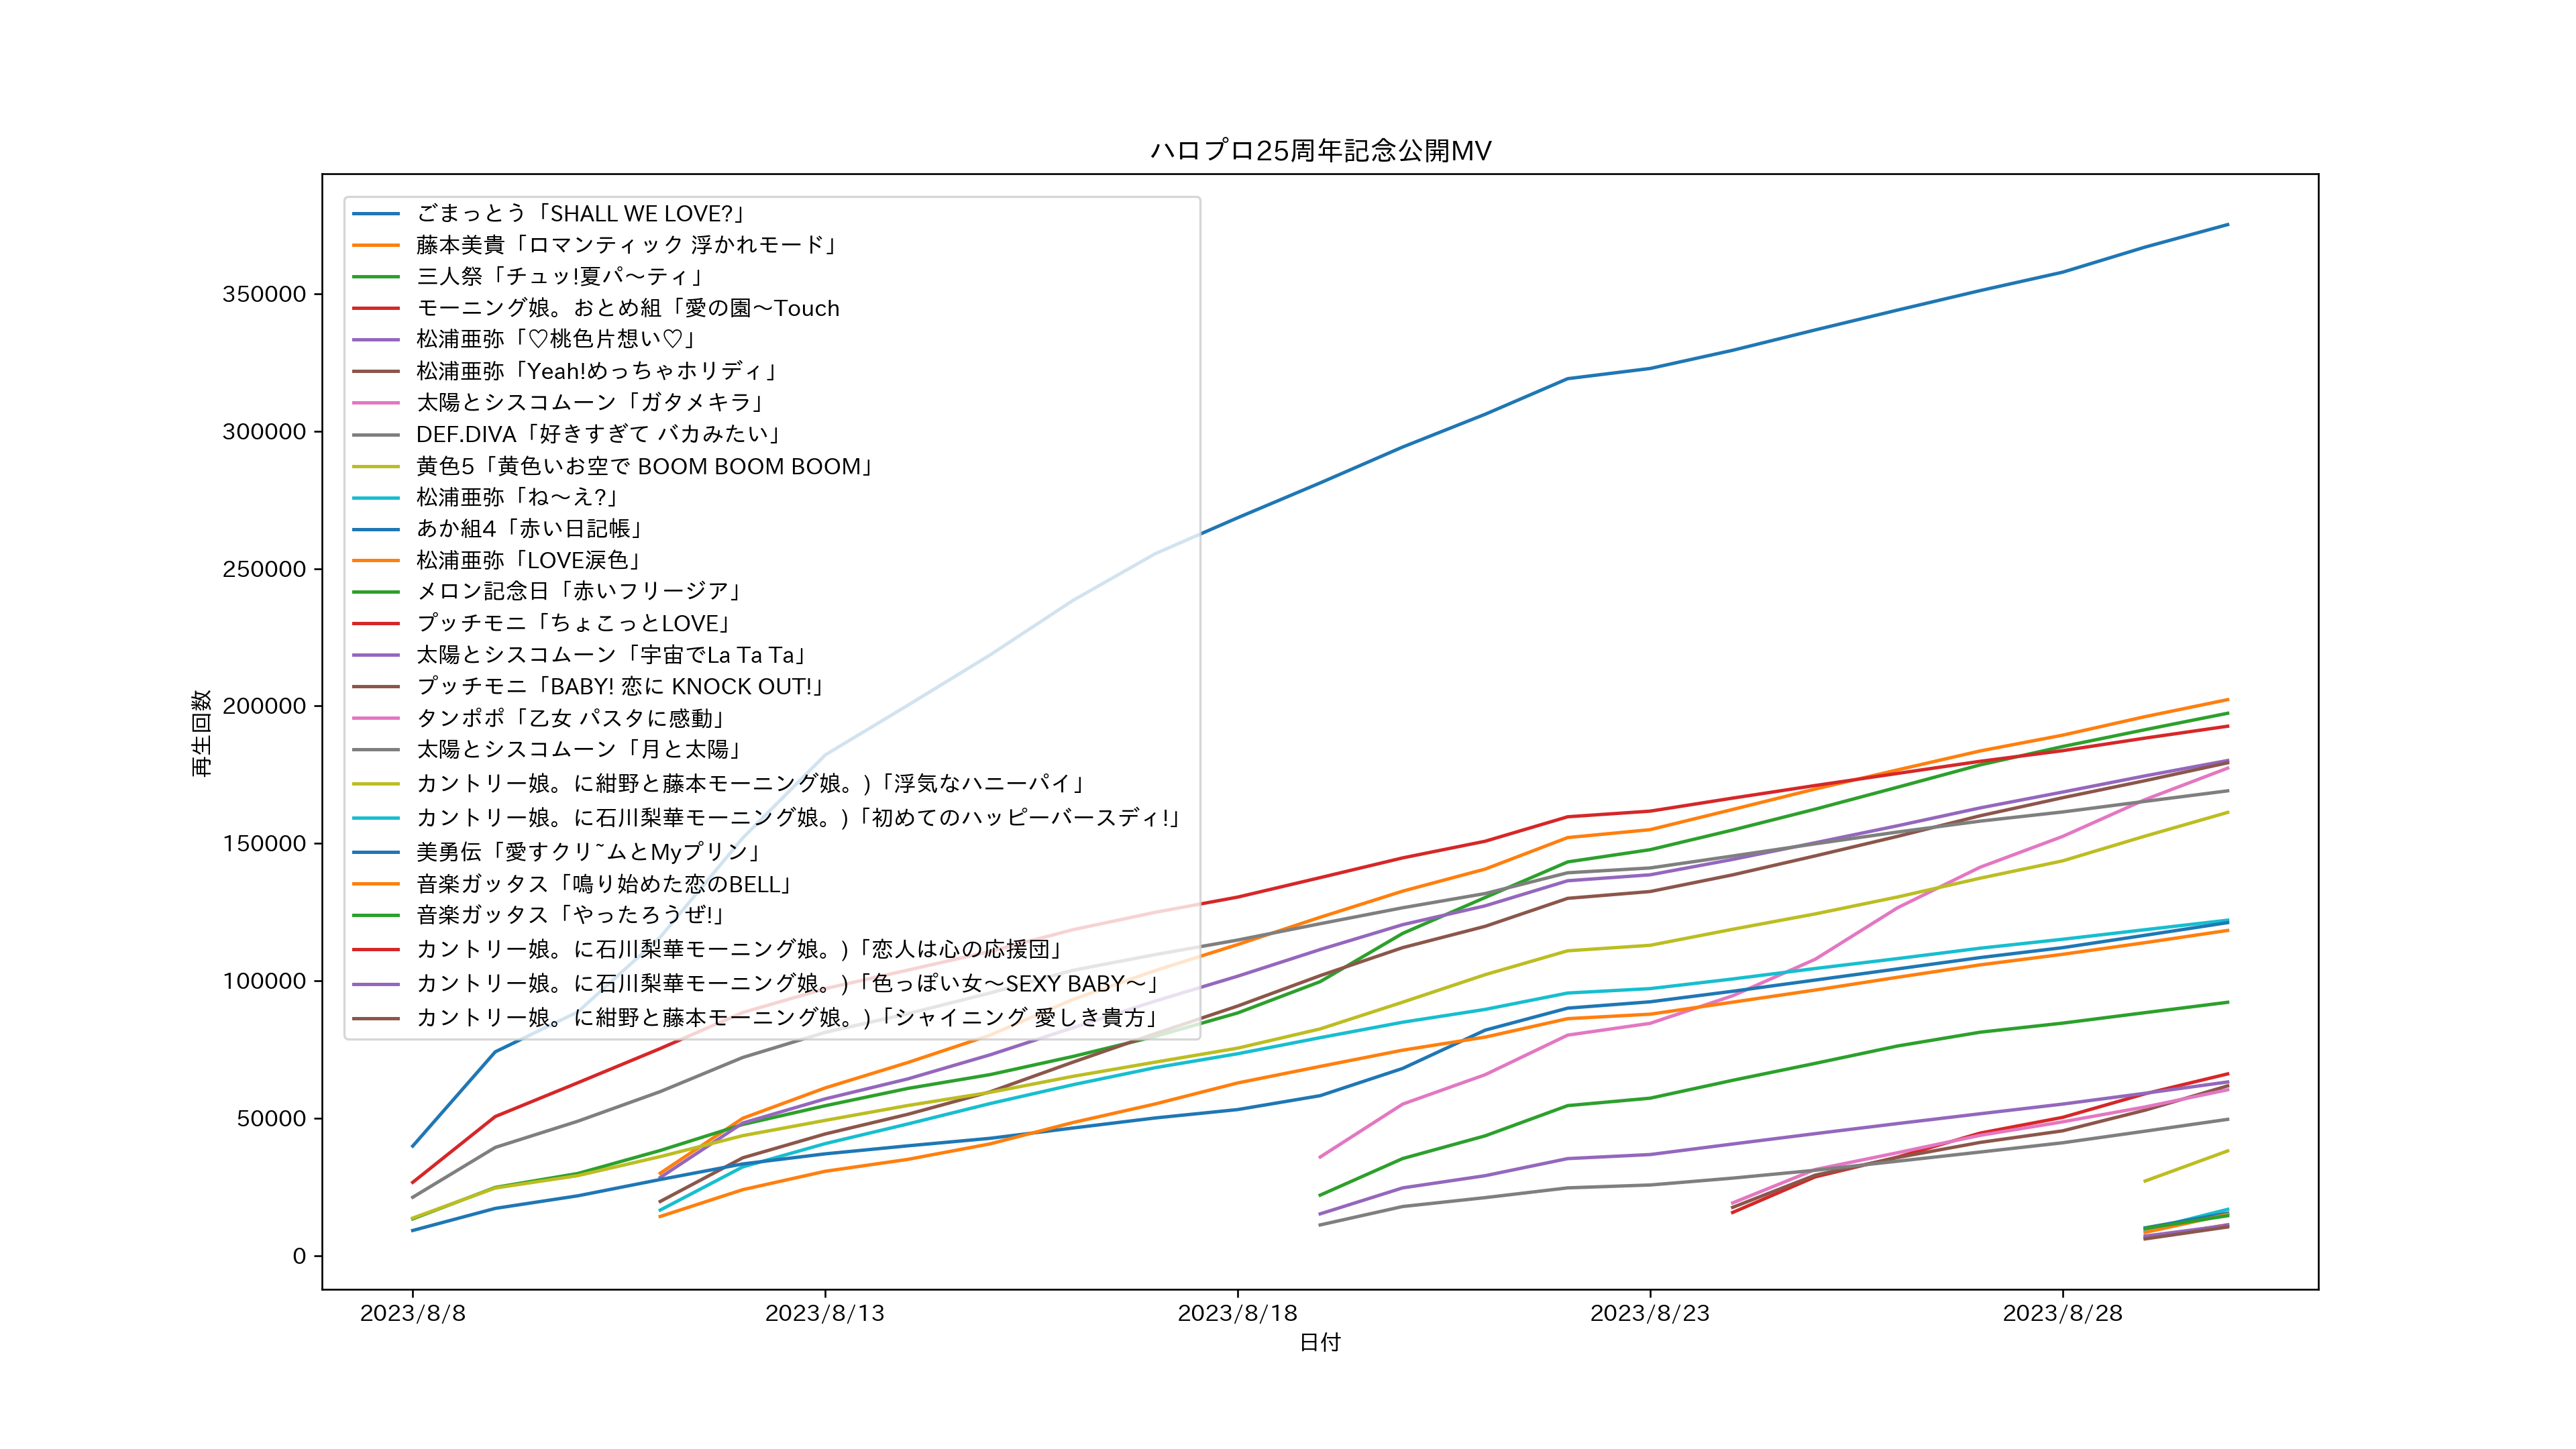 ハロプロ25周年記念公開MV
ごまっとう「SHALL WE LOVE?」
藤本美貴「ロマンティック 浮かれモード」
三人祭「チュッ!夏パ〜ティ」
モーニング娘。おとめ組「愛の園〜Touch
松浦亜弥「♡桃色片想い♡」
松浦亜弥「Yeah!めっちゃホリディ」
太陽とシスコムーン「ガタメキラ」
DEF.DIVA「好きすぎて バカみたい」
黄色5「黄色いお空で BOOM BOOM BOOM」
松浦亜弥「ね〜え?」
あか組4「赤い日記帳」
松浦亜弥「LOVE涙色」
メロン記念日「赤いフリージア」
プッチモニ「ちょこっとLOVE」
太陽とシスコムーン「宇宙でLa Ta Ta」
プッチモニ「BABY! 恋に KNOCK OUT!」
タンポポ「乙女 パスタに感動」
太陽とシスコムーン「月と太陽」
カントリー娘。に紺野と藤本モーニング娘。)「浮気なハニーパイ」
カントリー娘。に石川梨華モーニング娘。)「初めてのハッピーバースディ!」
美勇伝「愛すクリ˜ムとMyプリン」
音楽ガッタス「鳴り始めた恋のBELL」
音楽ガッタス「やったろうぜ!」
カントリー娘。に石川梨華モーニング娘。)「恋人は心の応援団」
カントリー娘。に石川梨華モーニング娘。)「色っぽい女〜SEXY BABY〜」
カントリー娘。に紺野と藤本モーニング娘。)「シャイニング 愛しき貴方」
再生回数
350000
300000
250000
200000
150000
100000
50000
0
2023/8/8
2023/8/13
2023/8/18
2023/8/23
2023/8/28
日付